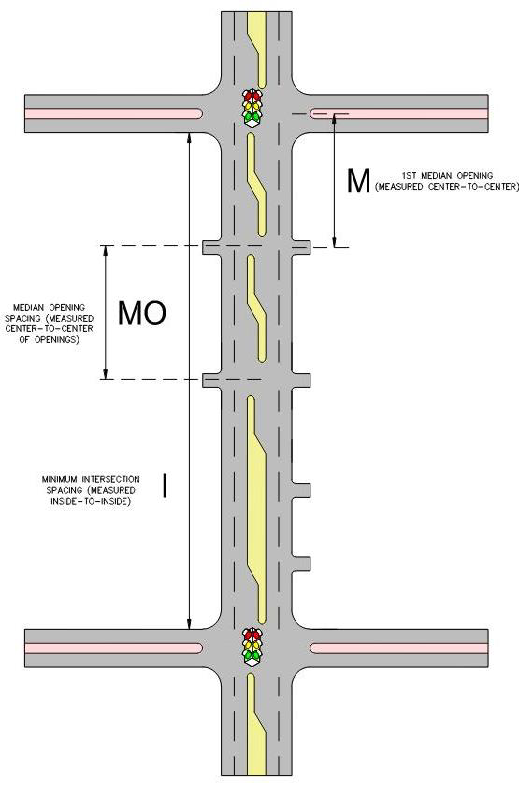 M
1ST MEDIAN OPENING
(MEASURED CENTER-TO-CENTER)
MO
MEDIAN OPENING
SPACING (MEASURED
CENTER-TO-CENTER
OF OPENINGS)
I
MINIMUM INTERSECTION
SPACING (MEASURED
INSIDE-TO-INSIDE)